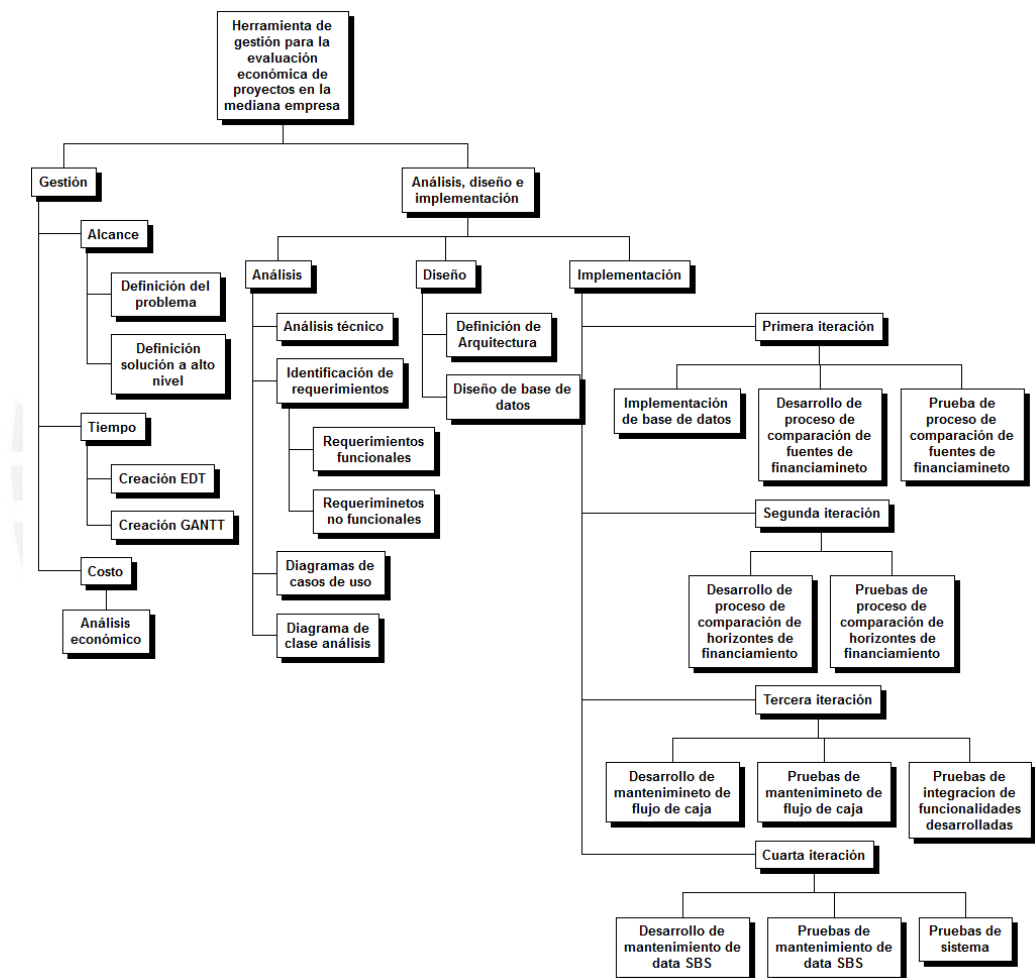 Herramienta de
gestión para la
evaluación
económica de
proyectos en la
mediana empresa
Gestión
Alcance
Definición del
problema
Definición
solución a alto
nivel
Tiempo
Creación EDT
Creación GANTT
Costo
Análisis
económico
Análisis, diseño e
implementación
Análisis
Análisis técnico
Identificación de
requerimientos
Requerimientos
funcionales
Requeriminetos
no funcionales
Diagramas de
casos de uso
Diagrama de
clase análisis
Diseño
Definición de
Arquitectura
Diseño de base de
datos
Implementación
Primera iteración
Implementación
de base de datos
Desarrollo de
proceso de
comparación de
fuentes de
financiamineto
Prueba de
proceso de
comparación de
fuentes de
financiamineto
Segunda iteración
Desarrollo de
proceso de
comparación de
horizontes de
financiamiento
Pruebas de
proceso de
comparación de
horizontes de
financiamiento
Tercera iteración
Desarrollo de
mantenimineto de
flujo de caja
Pruebas de
mantenimineto de
flujo de caja
Pruebas de
integracion de
funcionalidades
desarrolladas
Cuarta iteración
Desarrollo de
mantenimiento de
data SBS
Pruebas de
mantenimiento de
data SBS
Pruebas de
sistema